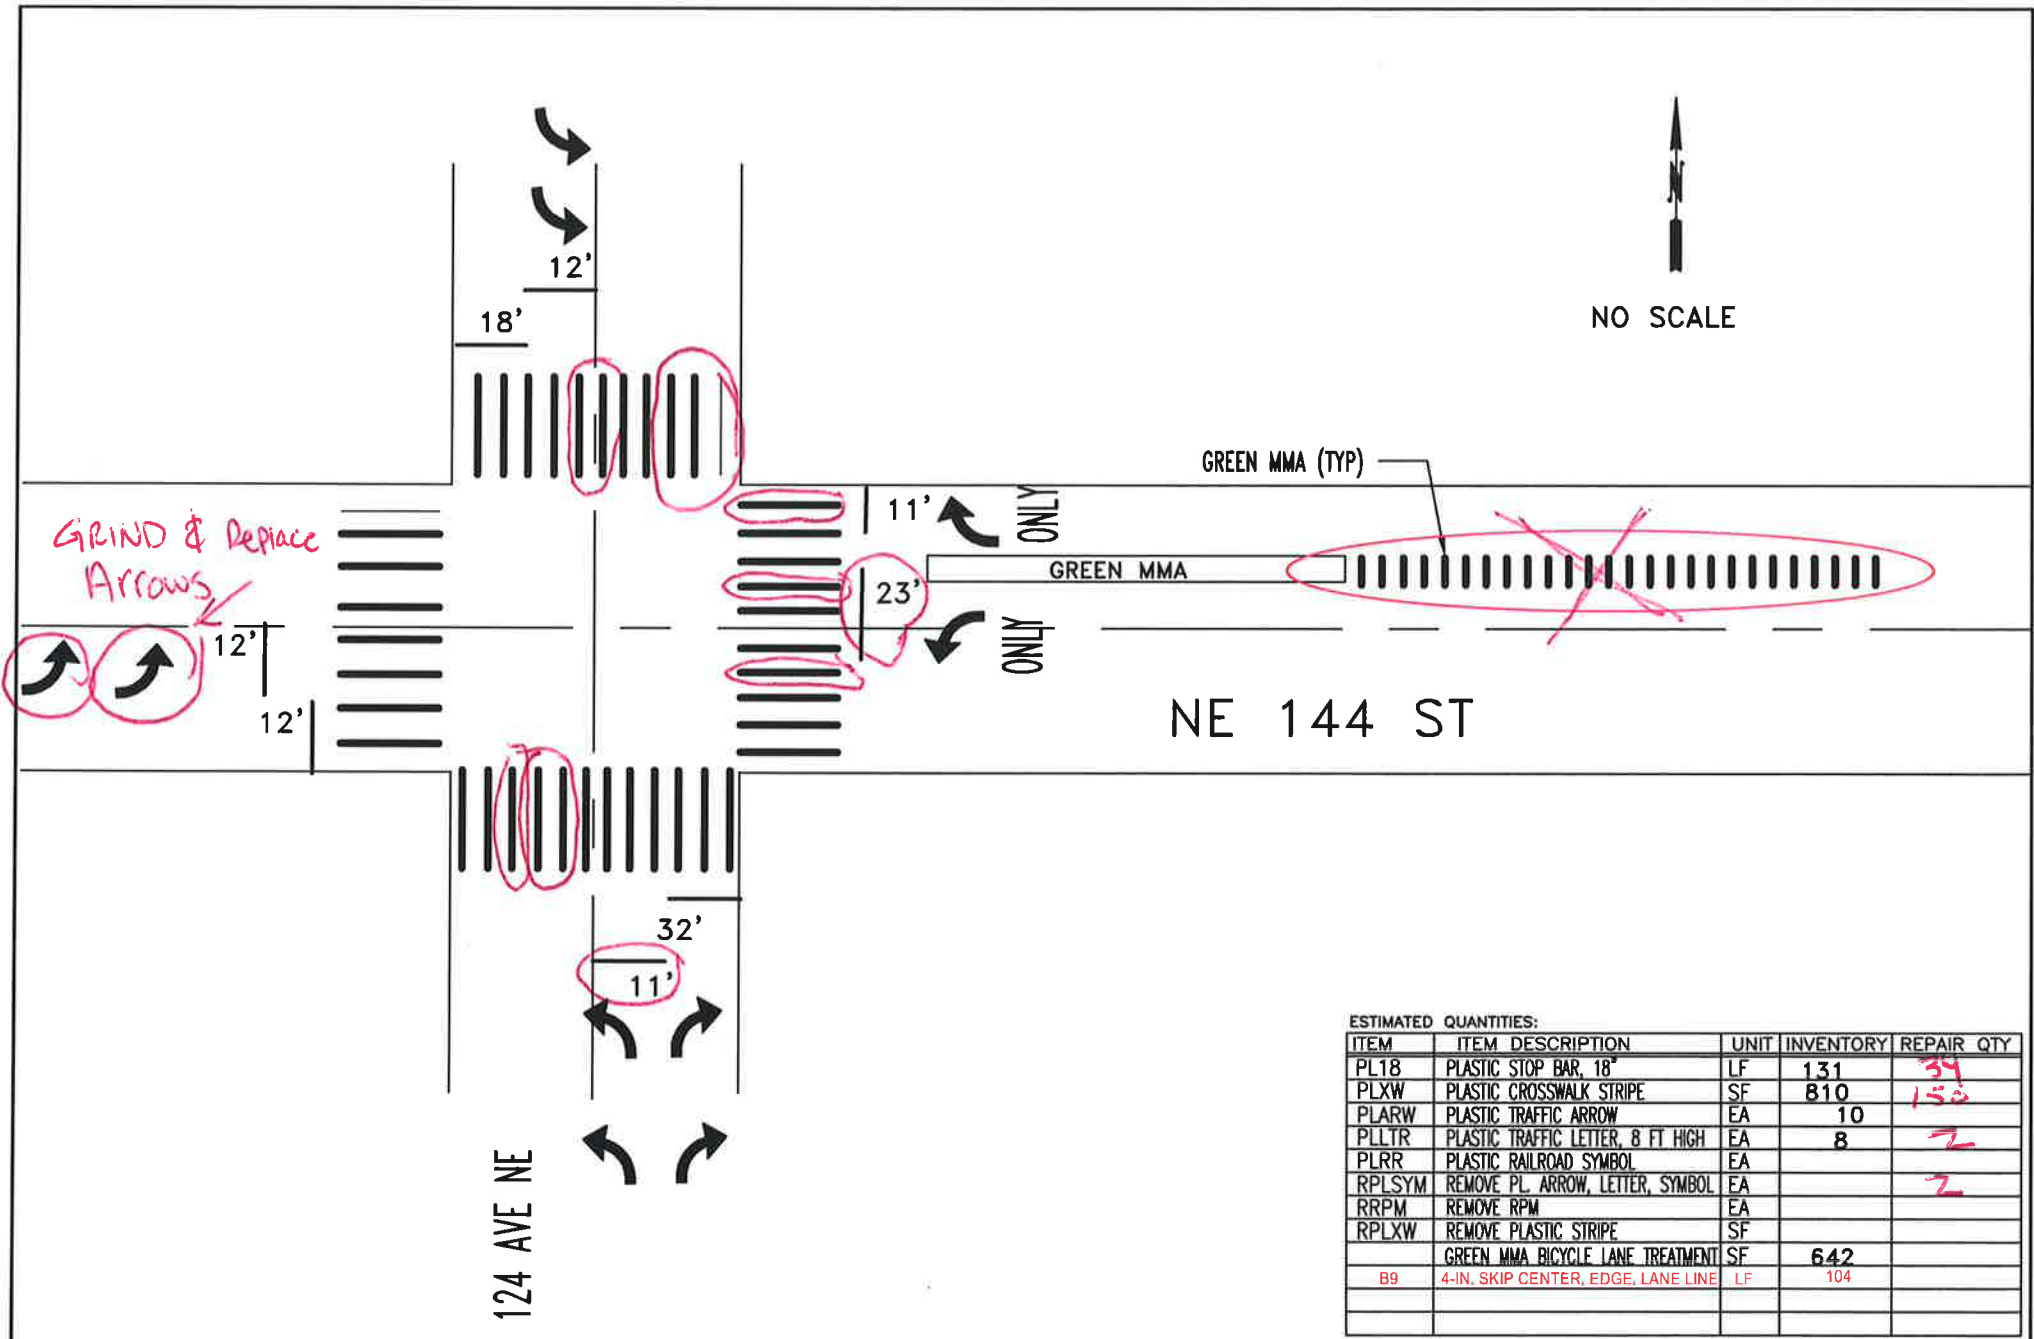 N
NO SCALE
12'
18'
GREEN MMA (TYP)
11'
ONLY
GRIND & Replace
Arrows
GREEN MMA
23'
12'
ONLY
12'
NE 144 ST
32'
11'
124 AVE NE
ESTIMATED QUANTITIES:
ITEM ITEM DESCRIPTION UNIT INVENTORY REPAIR QTY
PL18 PLASTIC STOP BAR, 18" LF 131 34
PLXW PLASTIC CROSSWALK STRIPE SF 810 150
PLARW PLASTIC TRAFFIC ARROW EA 10
PLLTR PLASTIC TRAFFIC LETTER, 8 FT HIGH EA 8 2
PLRR PLASTIC RAILROAD SYMBOL EA
RPLSYM REMOVE PL. ARROW, LETTER, SYMBOL EA 2
RRPM REMOVE RPM EA
RPLXW REMOVE PLASTIC STRIPE SF
GREEN MMA BICYCLE LANE TREATMENT SF 642
B9 4-IN, SKIP CENTER, EDGE, LANE LINE LF 104